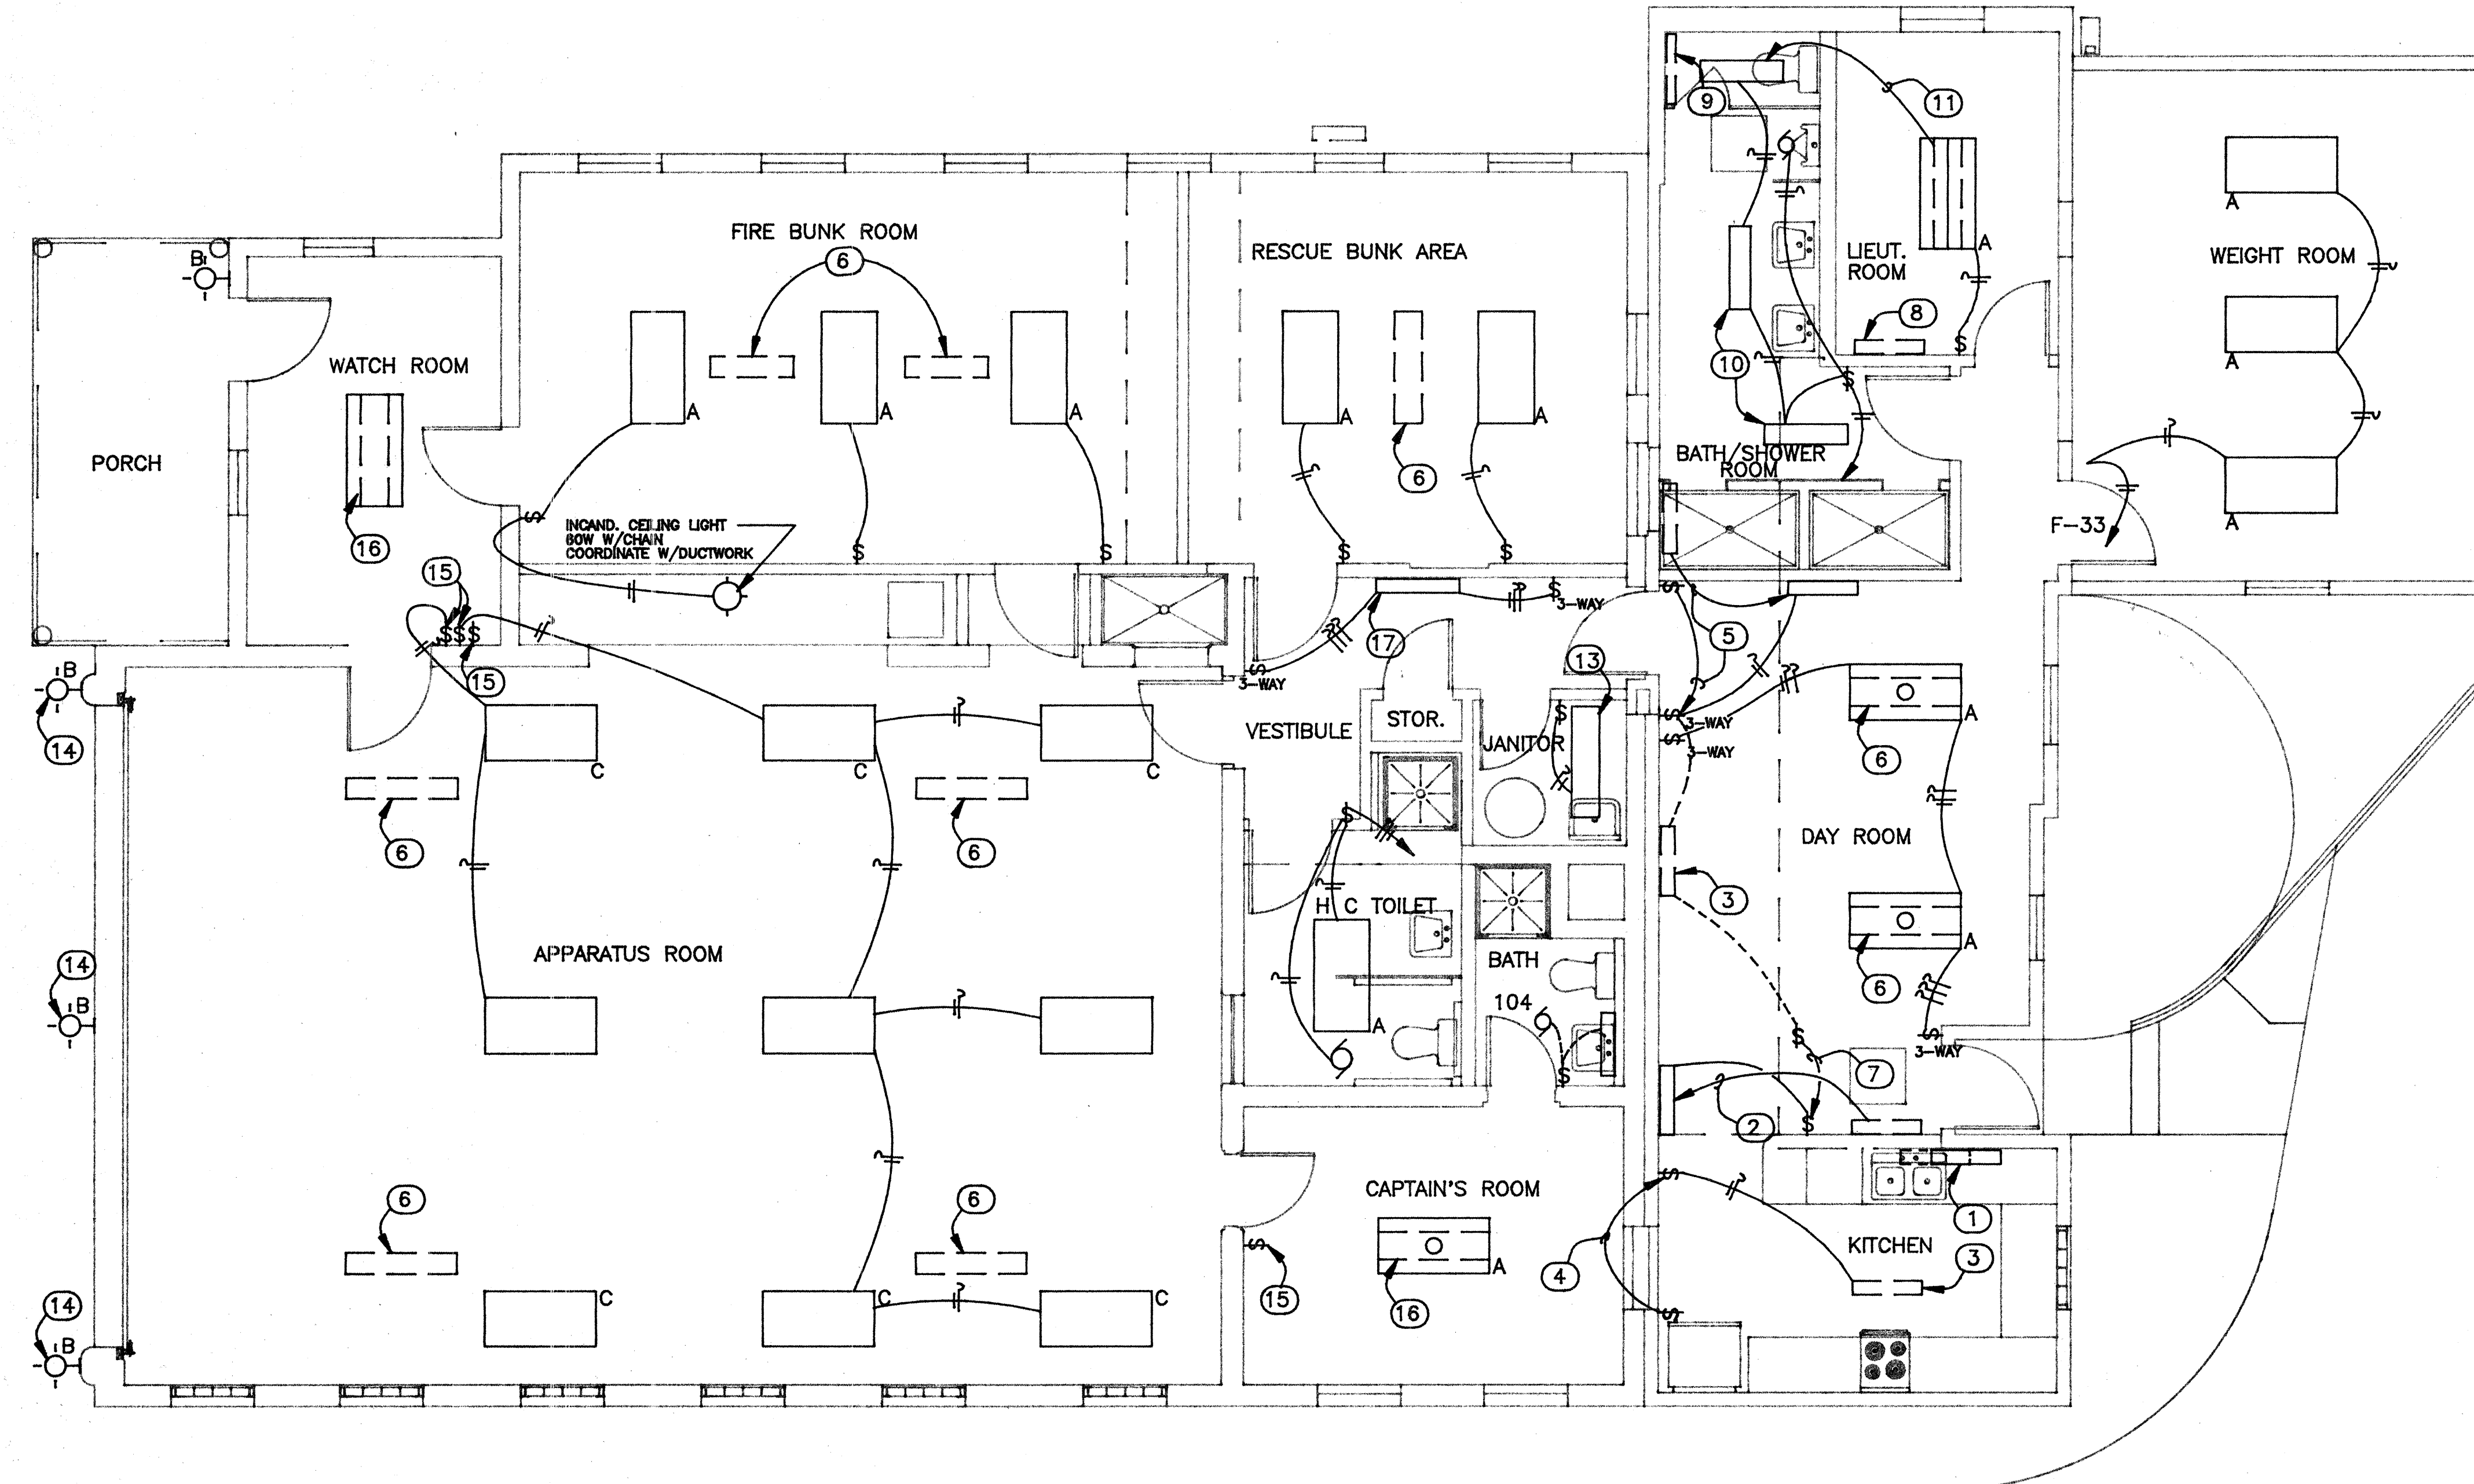 9
11
A
B
FIRE BUNK ROOM
6
RESCUE BUNK AREA
LIEUT.
ROOM
A
WEIGHT ROOM
8
$
WATCH ROOM
A
10
$
A
A
A
A
A
PORCH
6
BATH/SHOWER
ROOM
16
INCAND. CEILING LIGHT
60W W/CHAIN
COORDINATE W/DUCTWORK
$
$
$
$
$
F-33
A
15
$
3-WAY
$
$$$
17
5
15
$
3-WAY
13
B
14
VESTIBULE
STOR.
JANITOR
$
$
3-WAY
$
3-WAY
A
6
C
C
C
6
6
$
DAY ROOM
3
H C TOILET
A
6
APPARATUS ROOM
BATH
104
14
B
A
$
$
3-WAY
7
$
2
$
CAPTAIN'S ROOM
1
6
6
KITCHEN
3
$
15
A
16
4
$
14
B
C
C
C